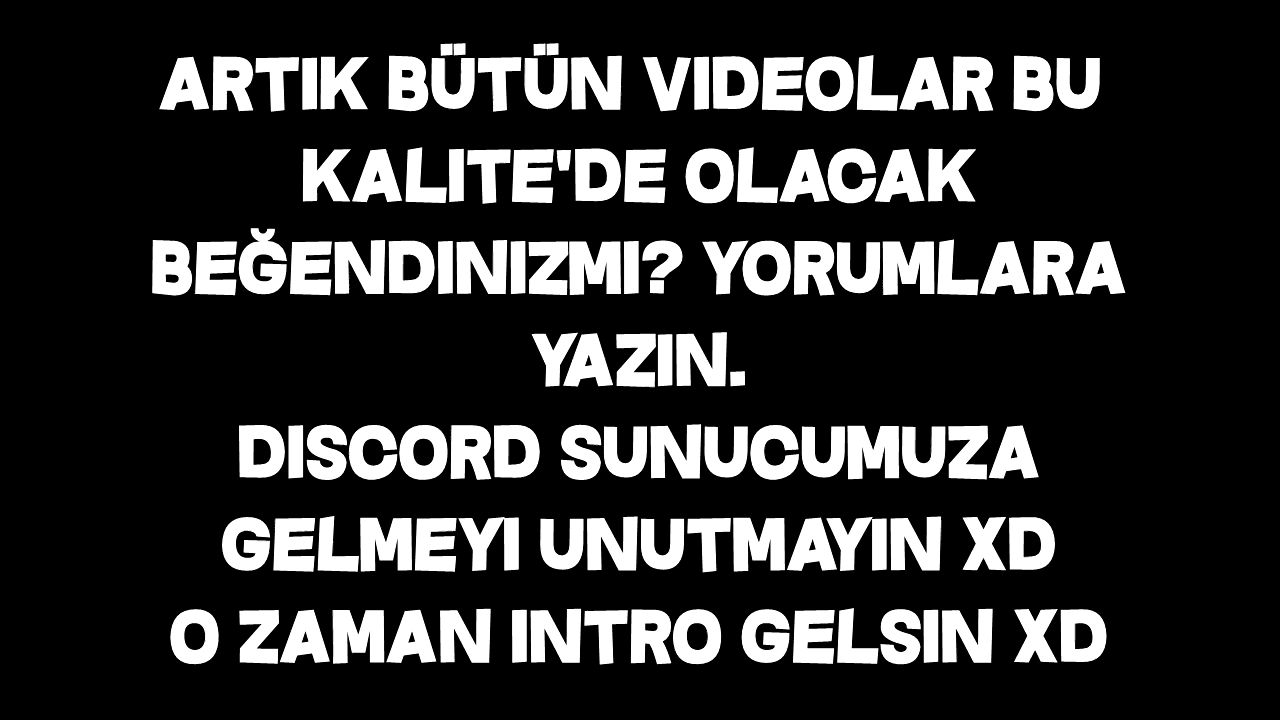 ARTIK BÜTÜN VIDEOLAR BU
KALITE'DE OLACAK
BEĞENDINIZMI? YORUMLARA
YAZIN.
DISCORD SUNUCUMUZA
GELMEYI UNUTMAYIN XD
O ZAMAN INTRO GELSIN XD